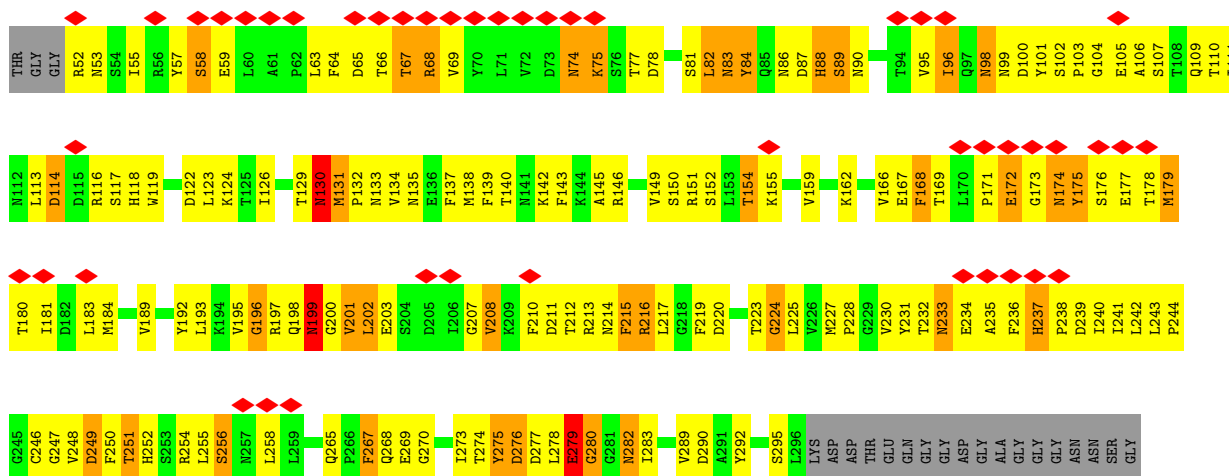 THR GLY GLY R52 N53 S54 I55 R56 Y57 S58 E59 L60 A61 P62 L63 F64 D65 T66 T67 R68 V69 Y70 L71 V72 D73 N74 K75 S76 T77 D78 S81 L82 N83 Y84 Q85 N86 D87 H88 S89 N90 T94 V95 I96 Q97 N98 N99 D100 Y101 S102 P103 G104 E105 A106 S107 T108 Q109 T110
N112 L113 D114 D115 R116 S117 H118 W119 D122 L123 K124 T125 I126 T129 N130 M131 P132 N133 V134 N135 E136 F137 M138 F139 T140 N141 K142 F143 K144 A145 R146 V149 S150 R151 S152 L153 T154 K155 V159 K162 V166 E167 F168 T169 L170 P171 E172 G173 N174 Y175 S176 E177 T178 M179
T180 I181 D182 L183 M184 V189 Y192 L193 K194 V195 G196 R197 Q198 N199 G200 V201 L202 E203 S204 D205 I206 G207 V208 K209 F210 D211 T212 R213 N214 F215 R216 L217 G218 F219 D220 T223 G224 L225 V226 M227 P228 G229 V230 Y231 T232 N233 E234 A235 F236 H237 P238 D239 I240 I241 L242 L243 P244
G245 C246 G247 V248 D249 F250 T251 H252 S253 R254 L255 S256 N257 L258 L259 Q265 P266 F267 Q268 E269 G270 I273 T274 Y275 D276 D277 L278 E279 G280 G281 N282 I283 V289 D290 A291 Y292 S295 L296 LYS ASP ASP THR GLU GLN GLY GLY ASP GLY ALA GLY GLY GLY GLY ASN ASN SER GLY